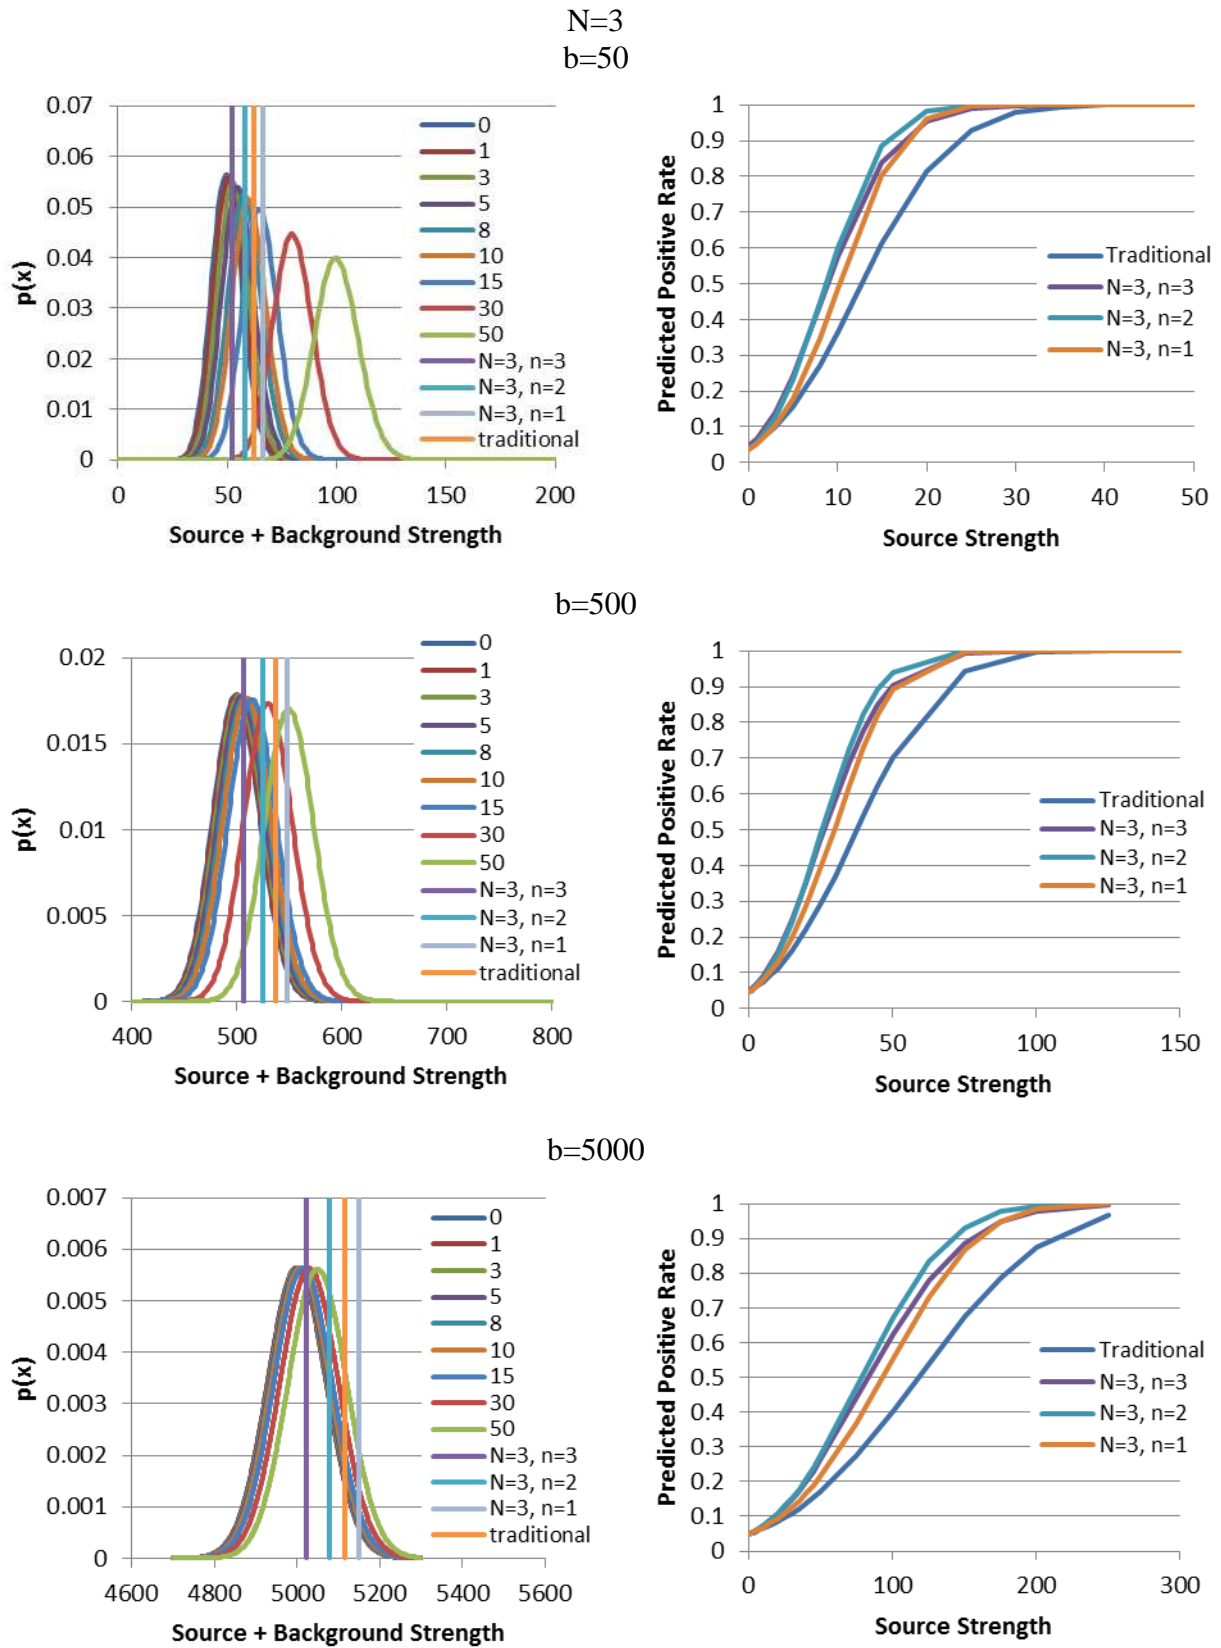 N=3
b=50
0.07
0.06
0.05
0.04
0.03
0.02
0.01
0
p(x)
0
50
100
150
200
Source + Background Strength
0
1
3
5
8
10
15
30
50
N=3, n=3
N=3, n=2
N=3, n=1
traditional
1
0.9
0.8
0.7
0.6
0.5
0.4
0.3
0.2
0.1
0
Predicted Positive Rate
0
10
20
30
40
50
Source Strength
Traditional
N=3, n=3
N=3, n=2
N=3, n=1
b=500
0.02
0.015
0.01
0.005
0
p(x)
400
500
600
700
800
Source + Background Strength
0
1
3
5
8
10
15
30
50
N=3, n=3
N=3, n=2
N=3, n=1
traditional
1
0.9
0.8
0.7
0.6
0.5
0.4
0.3
0.2
0.1
0
Predicted Positive Rate
0
50
100
150
Source Strength
Traditional
N=3, n=3
N=3, n=2
N=3, n=1
b=5000
0.007
0.006
0.005
0.004
0.003
0.002
0.001
0
p(x)
4600
4800
5000
5200
5400
5600
Source + Background Strength
0
1
3
5
8
10
15
30
50
N=3, n=3
N=3, n=2
N=3, n=1
traditional
1
0.9
0.8
0.7
0.6
0.5
0.4
0.3
0.2
0.1
0
Predicted Positive Rate
0
100
200
300
Source Strength
Traditional
N=3, n=3
N=3, n=2
N=3, n=1